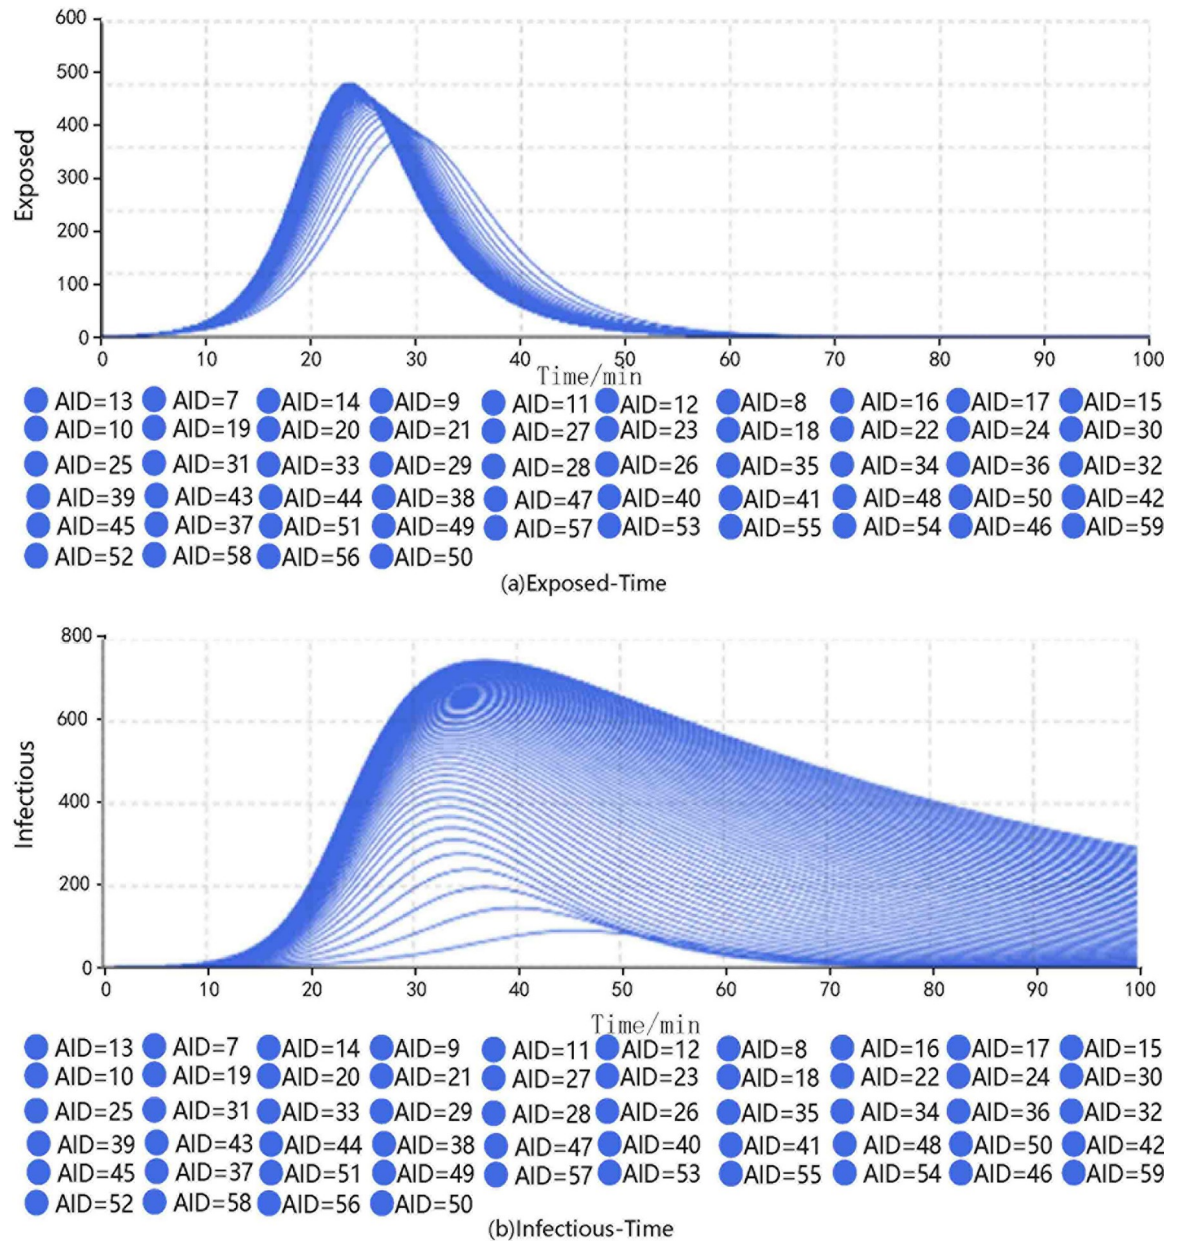 600
500
400
300
200
100
0
Exposed
0 10 20 30 40 50 60 70 80 90 100
Time/min
AID=13 AID=7 AID=14 AID=9 AID=11 AID=12 AID=8 AID=16 AID=17 AID=15
AID=10 AID=19 AID=20 AID=21 AID=27 AID=23 AID=18 AID=22 AID=24 AID=30
AID=25 AID=31 AID=33 AID=29 AID=28 AID=26 AID=35 AID=34 AID=36 AID=32
AID=39 AID=43 AID=44 AID=38 AID=47 AID=40 AID=41 AID=48 AID=50 AID=42
AID=45 AID=37 AID=51 AID=49 AID=57 AID=53 AID=55 AID=54 AID=46 AID=59
AID=52 AID=58 AID=56 AID=50
(a)Exposed-Time
800
600
400
200
0
Infectious
0 10 20 30 40 50 60 70 80 90 100
Time/min
AID=13 AID=7 AID=14 AID=9 AID=11 AID=12 AID=8 AID=16 AID=17 AID=15
AID=10 AID=19 AID=20 AID=21 AID=27 AID=23 AID=18 AID=22 AID=24 AID=30
AID=25 AID=31 AID=33 AID=29 AID=28 AID=26 AID=35 AID=34 AID=36 AID=32
AID=39 AID=43 AID=44 AID=38 AID=47 AID=40 AID=41 AID=48 AID=50 AID=42
AID=45 AID=37 AID=51 AID=49 AID=57 AID=53 AID=55 AID=54 AID=46 AID=59
AID=52 AID=58 AID=56 AID=50
(b)Infectious-Time